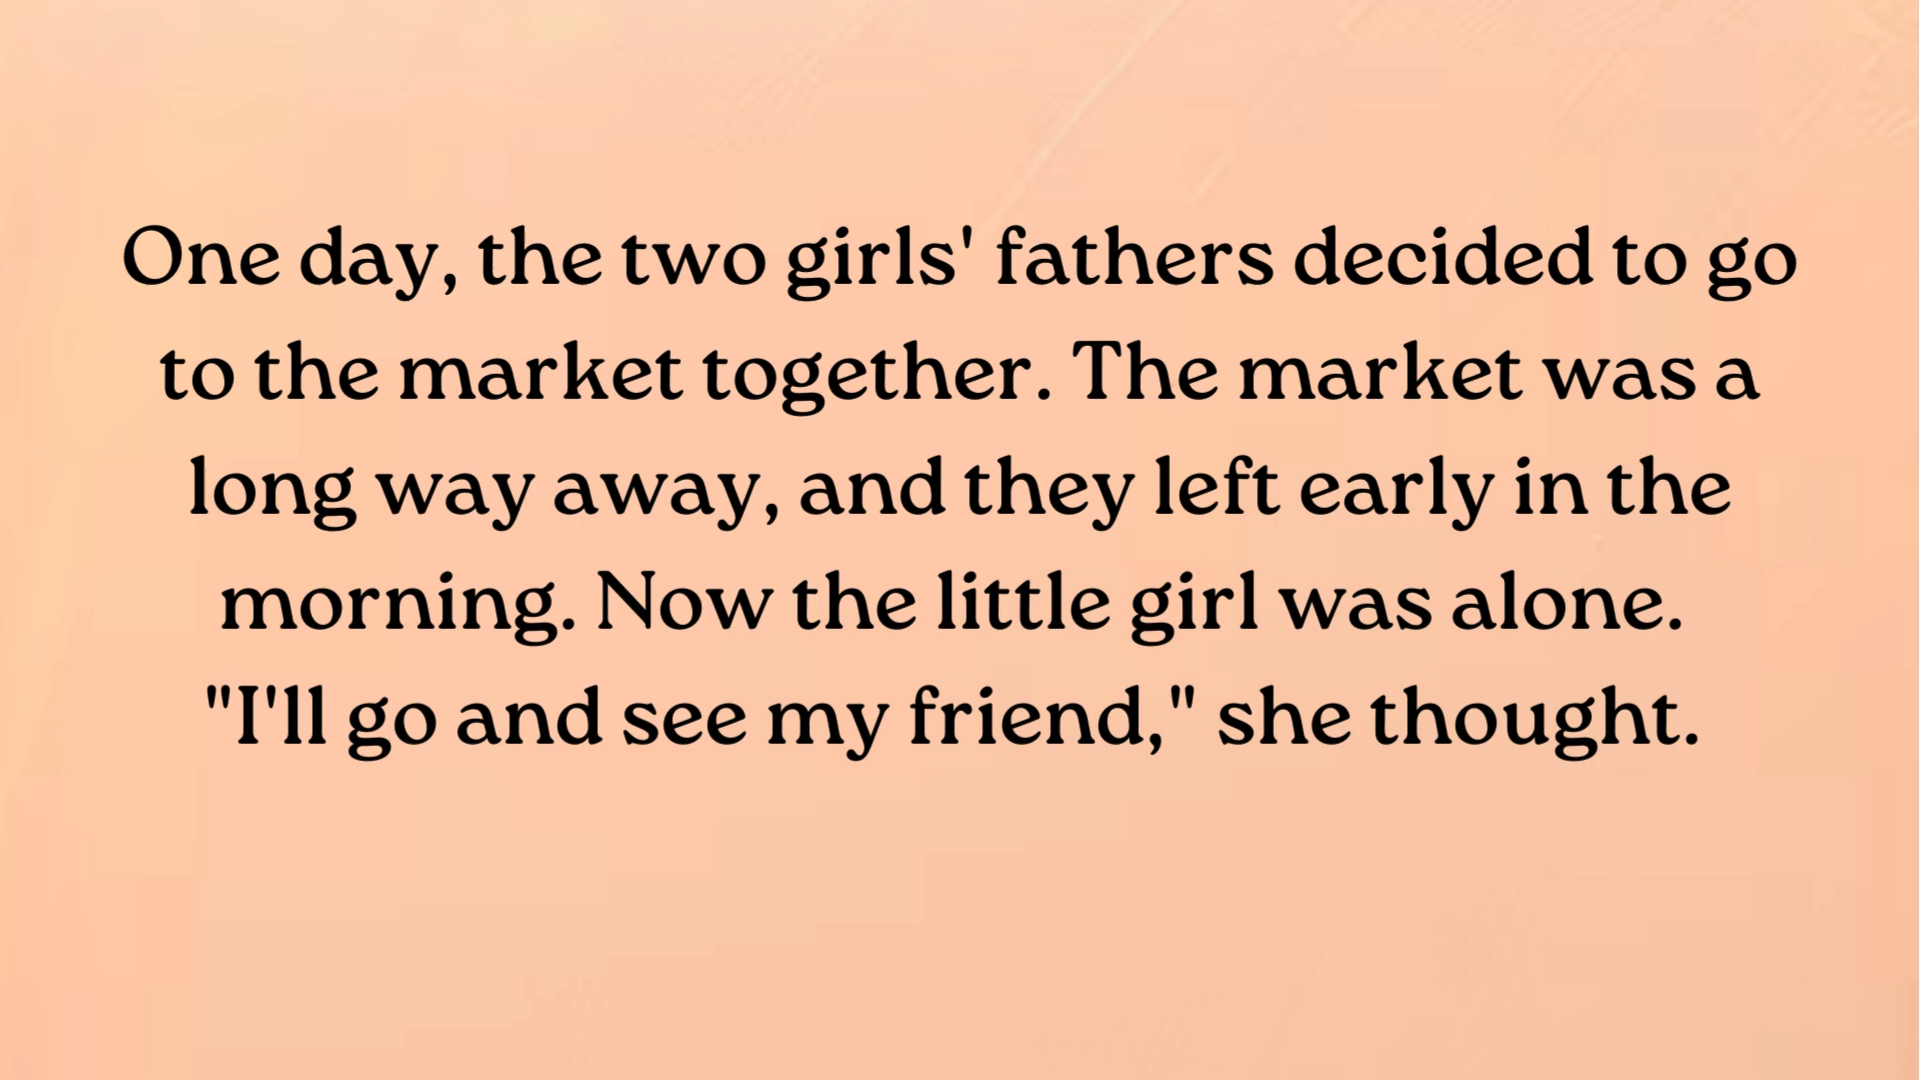 One day, the two girls' fathers decided to go
to the market together. The market was a
long way away, and they left early in the
morning. Now the little girl was alone.
"I'll go and see my friend," she thought.